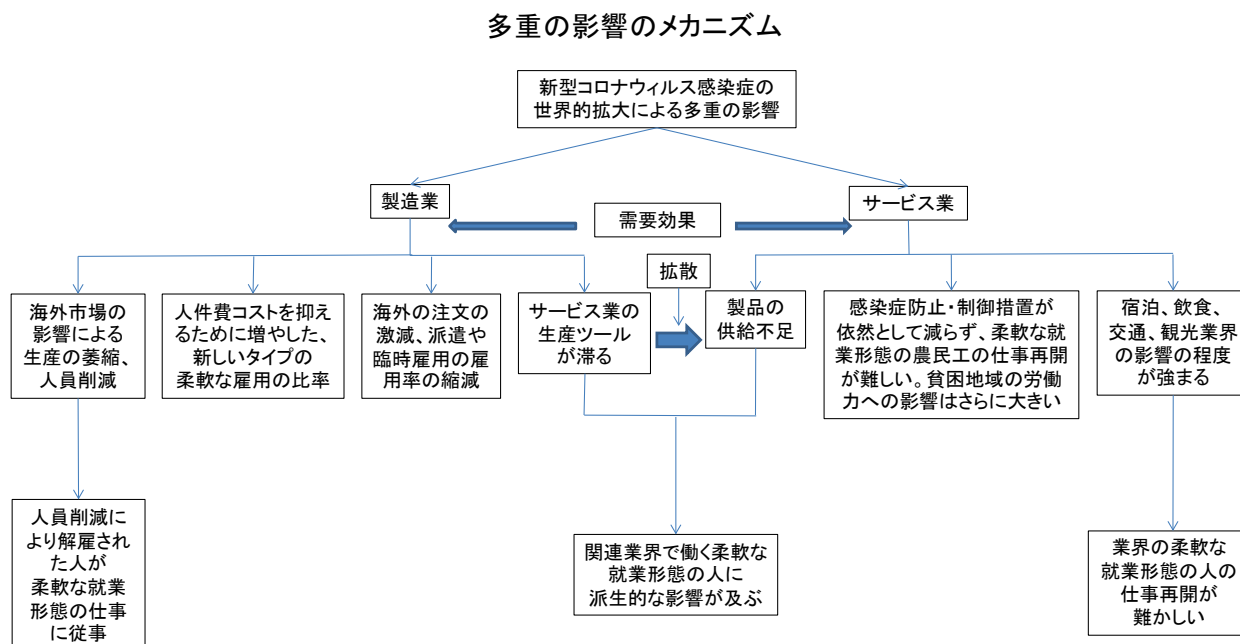 多重の影響のメカニズム
新型コロナウィルス感染症の
世界的拡大による多重の影響
製造業
サービス業
需要効果
拡散
海外市場の
影響による
生産の萎縮、
人員削減
人件費コストを抑え
るために増やした、
新しいタイプの
柔軟な雇用の比率
海外の注文の
激減、派遣や
臨時雇用の雇
用率の縮減
サービス業の
生産ツール
が滞る
製品の
供給不足
感染症防止・制御措置が
依然として減らず、柔軟な就
業形態の農民工の仕事再開
が難しい。貧困地域の労働
力への影響はさらに大きい
宿泊、飲食、
交通、観光業界
の影響の程度
が強まる
人員削減に
より解雇され
た人が
柔軟な就業
形態の仕事
に従事
関連業界で働く柔軟な
就業形態の人に
派生的な影響が及ぶ
業界の柔軟な
就業形態の人の
仕事再開が
難かしい